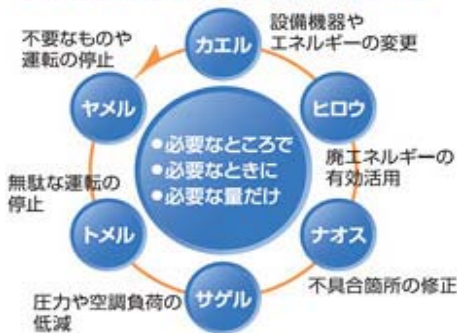 カエル
設備機器や
エネルギーの変更
ヒロウ
廃エネルギーの
有効活用
ナオス
不具合箇所の修正
サゲル
圧力や空調負荷の
低減
トメル
無駄な運転の
停止
ヤメル
不要なものや
運転の停止
●必要なところで
●必要なときに
●必要な量だけ